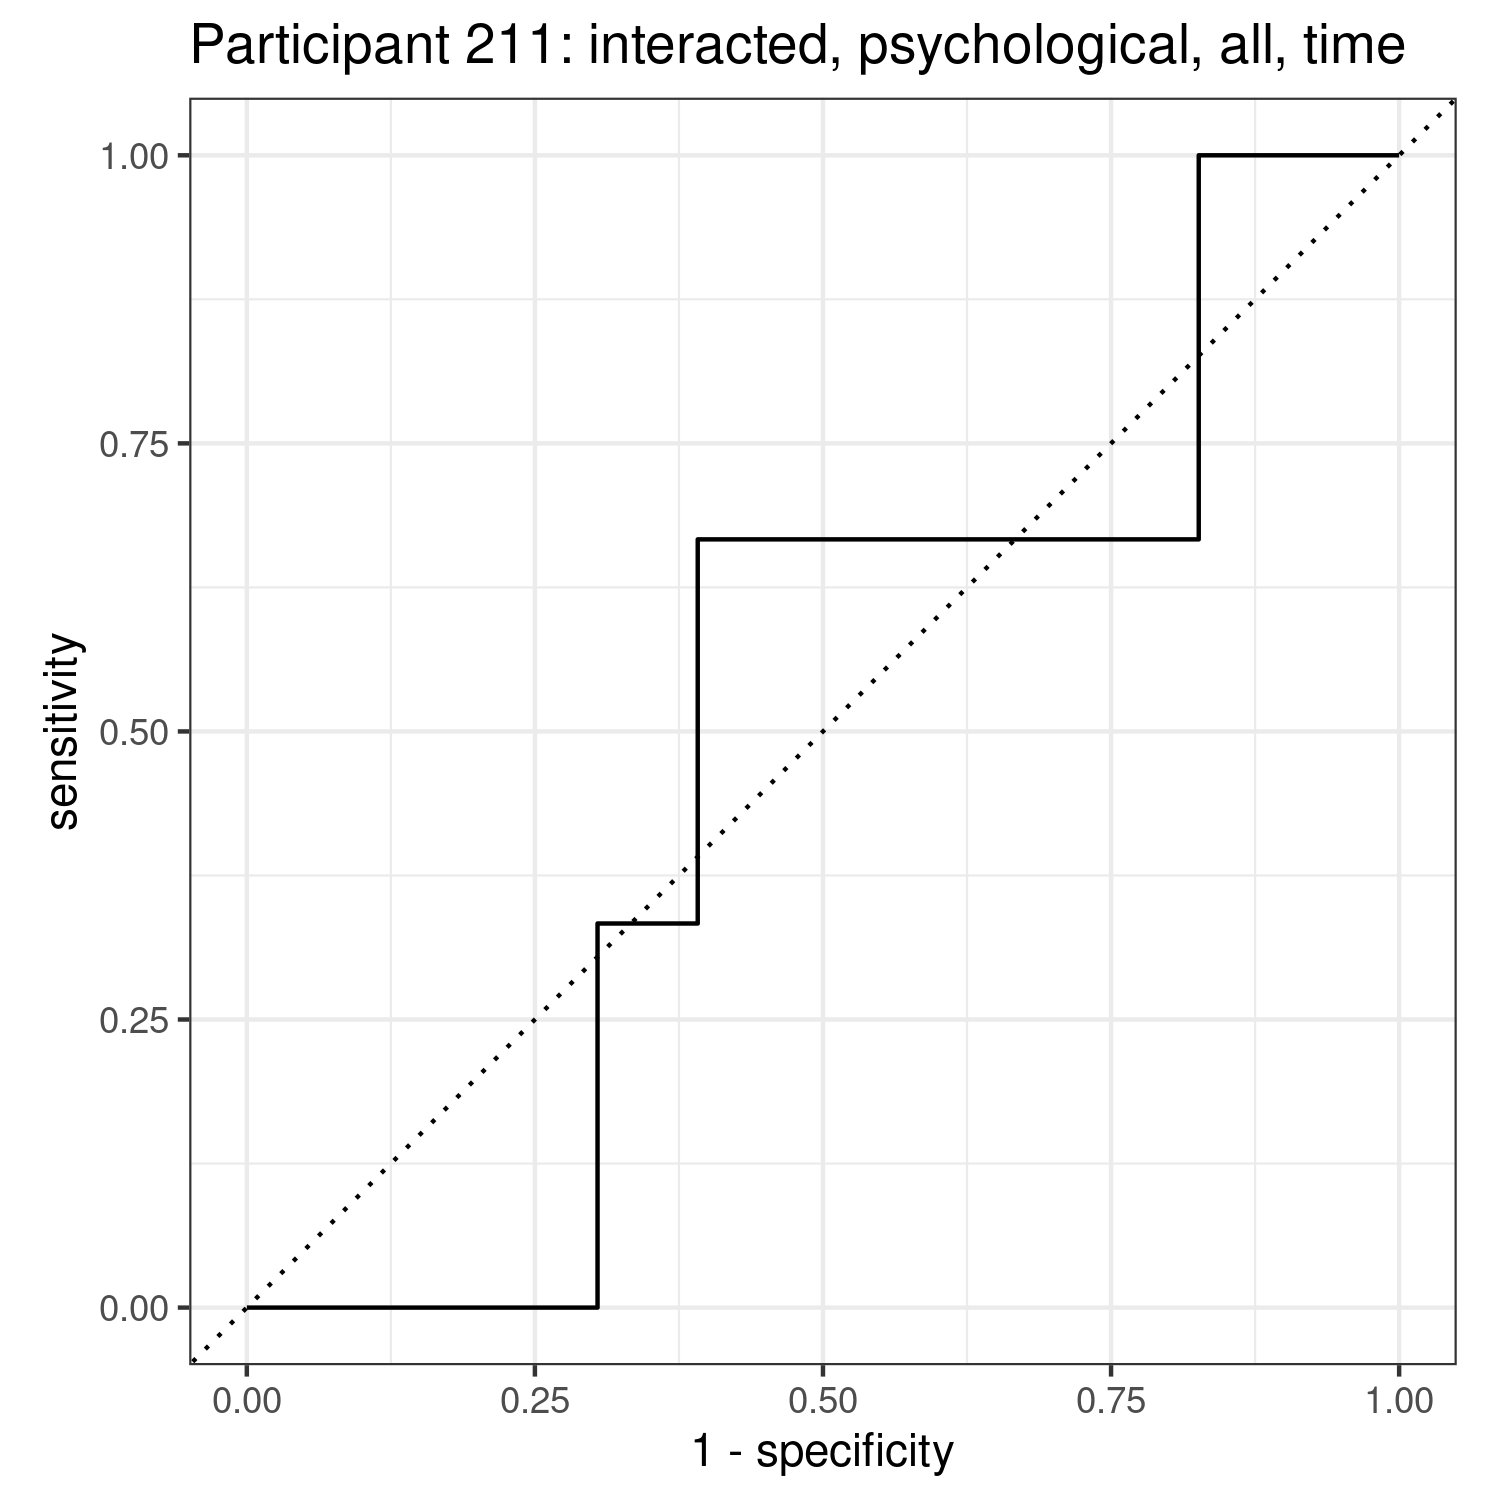 Participant 211: interacted, psychological, all, time
1.00
0.75
0.50
0.25
0.00
sensitivity
0.00 0.25 0.50 0.75 1.00
1 - specificity